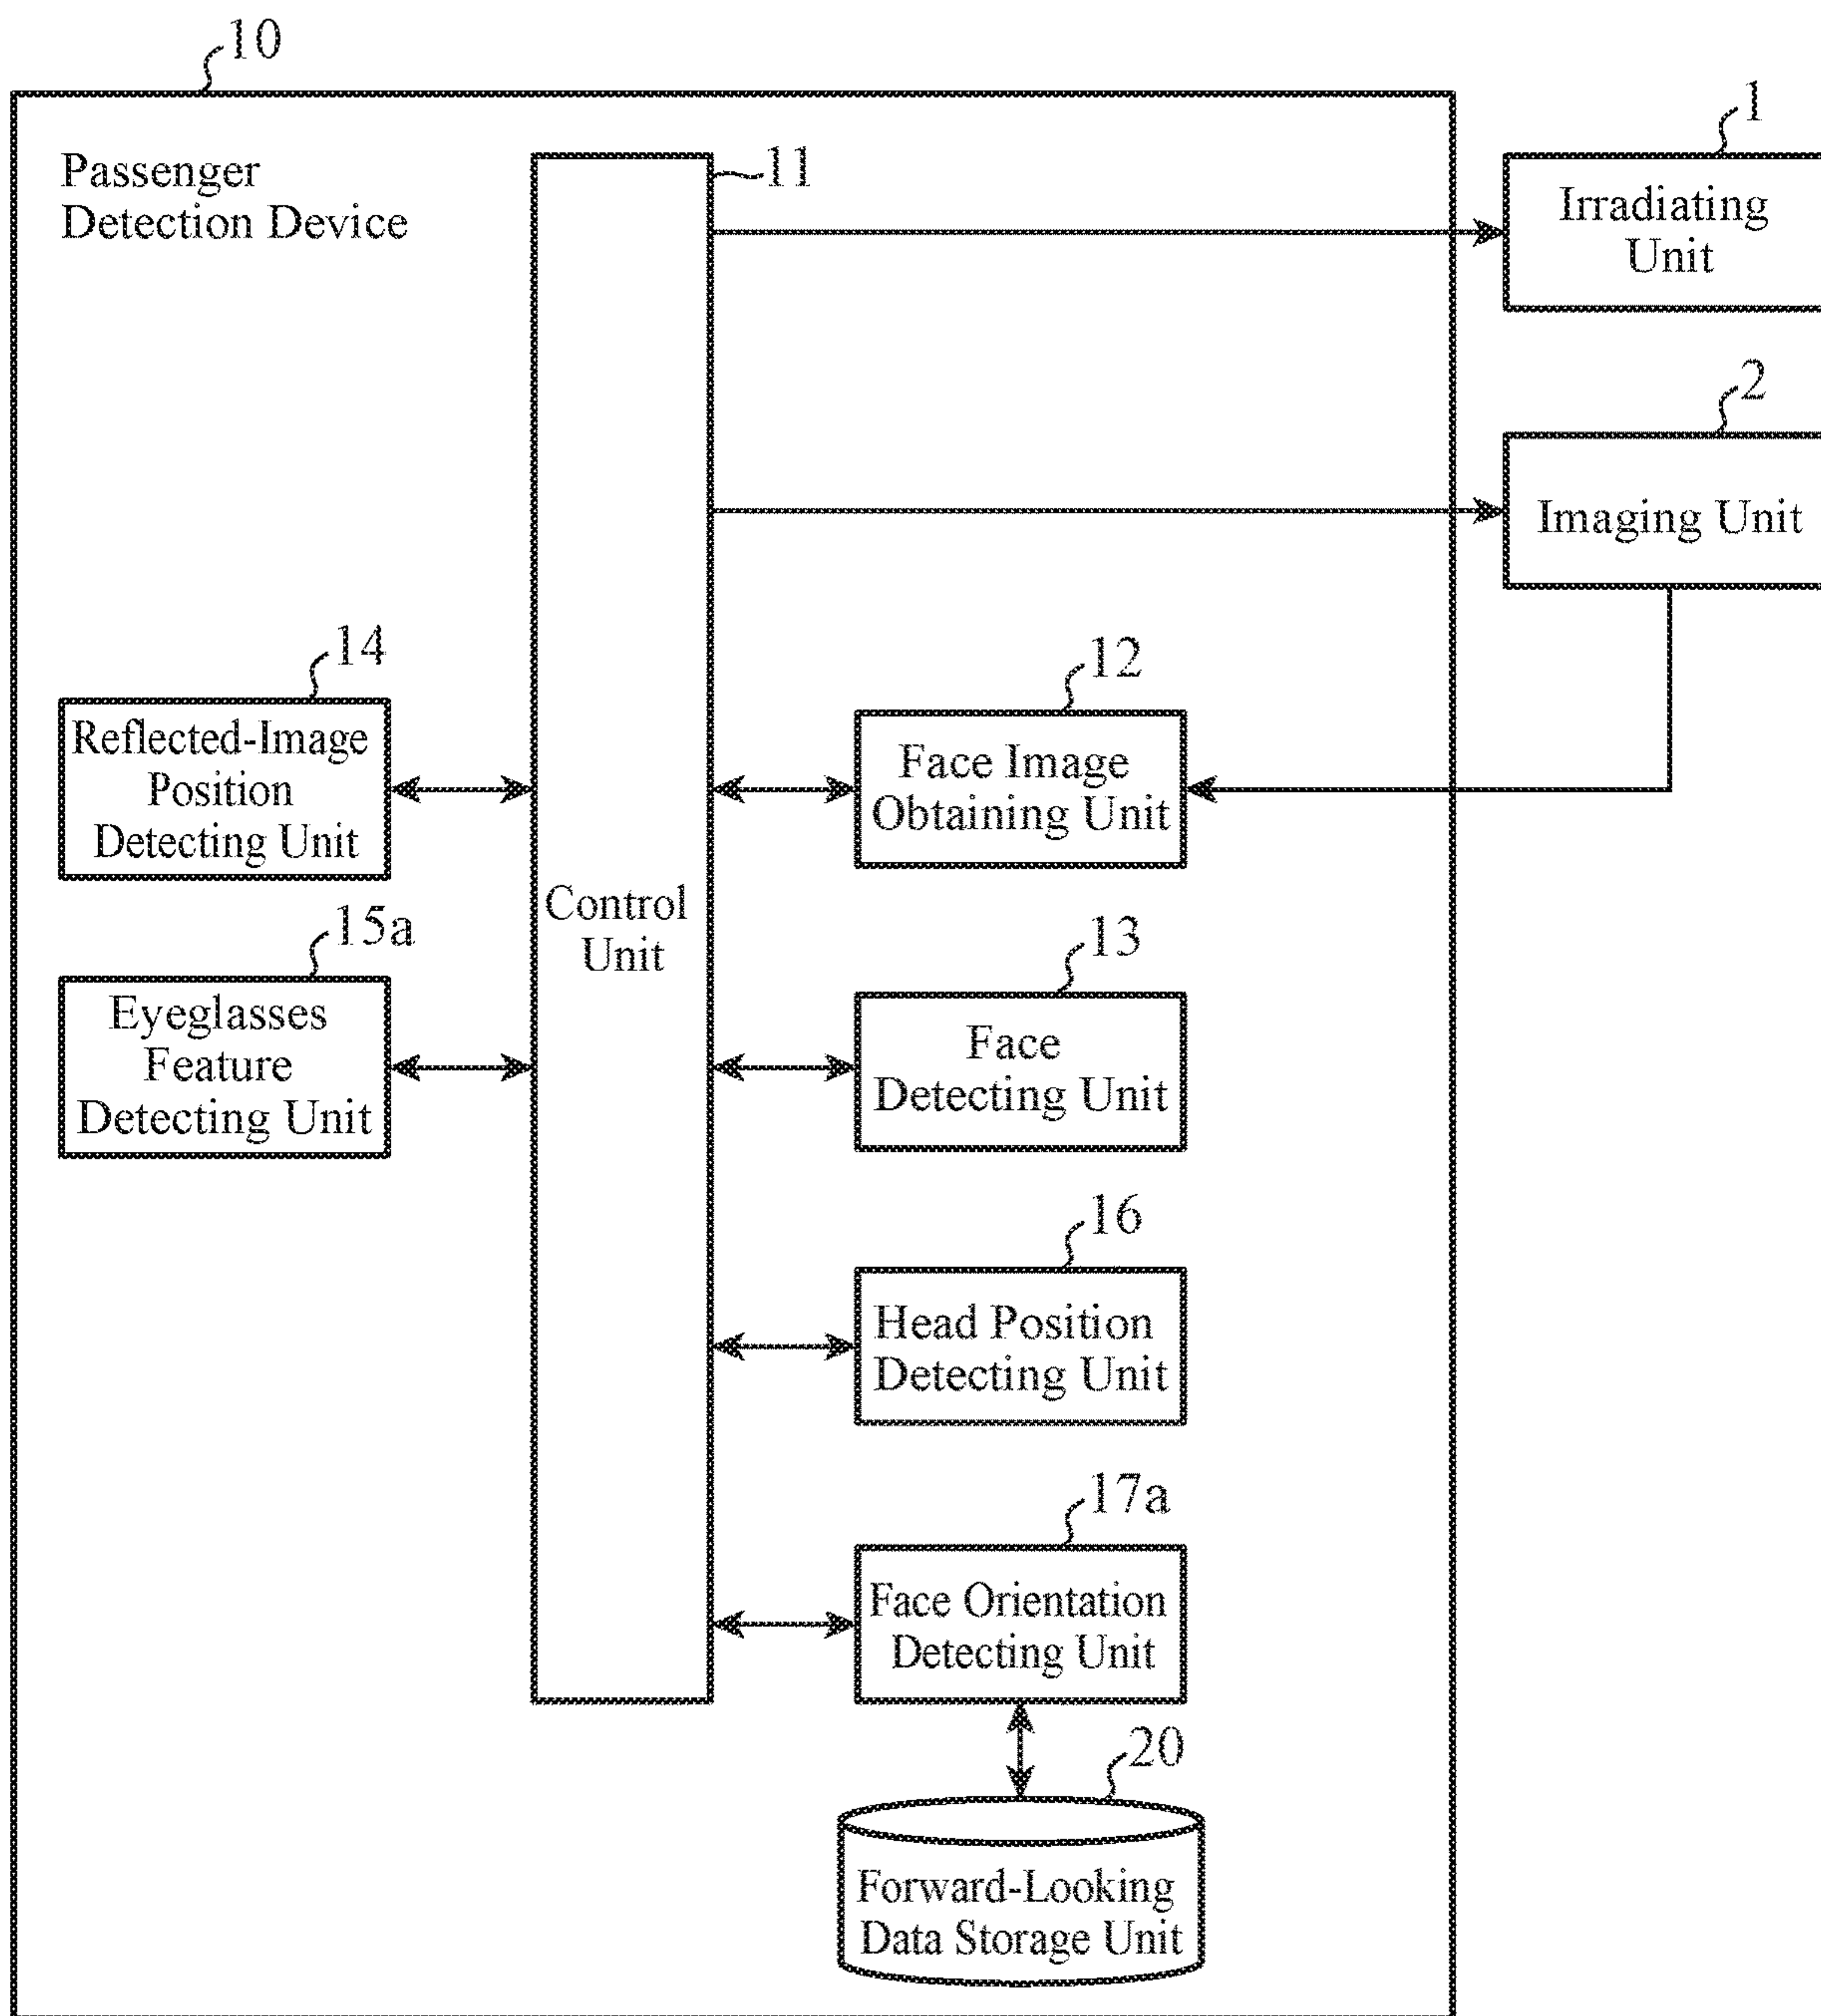 10
Passenger
Detection Device
11
1
Irradiating
Unit
2
Imaging Unit
14
Reflected-Image
Position
Detecting Unit
12
Face Image
Obtaining Unit
Control
Unit
15a
Eyeglasses
Feature
Detecting Unit
13
Face
Detecting Unit
16
Head Position
Detecting Unit
17a
Face Orientation
Detecting Unit
20
Forward-Looking
Data Storage Unit